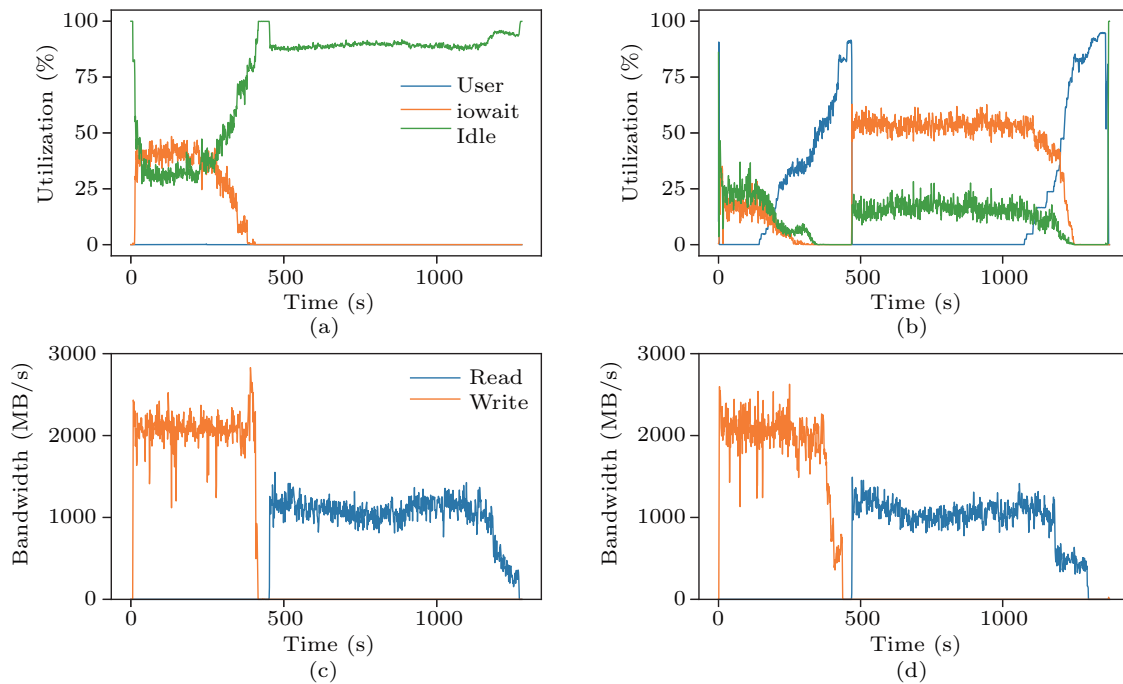 100
75
50
25
0
Utilization (%)
User
iowait
Idle
0
500
1000
Time (s)
(a)
100
75
50
25
0
Utilization (%)
0
500
1000
Time (s)
(b)
3000
2000
1000
0
Bandwidth (MB/s)
Read
Write
0
500
1000
Time (s)
(c)
3000
2000
1000
0
Bandwidth (MB/s)
0
500
1000
Time (s)
(d)